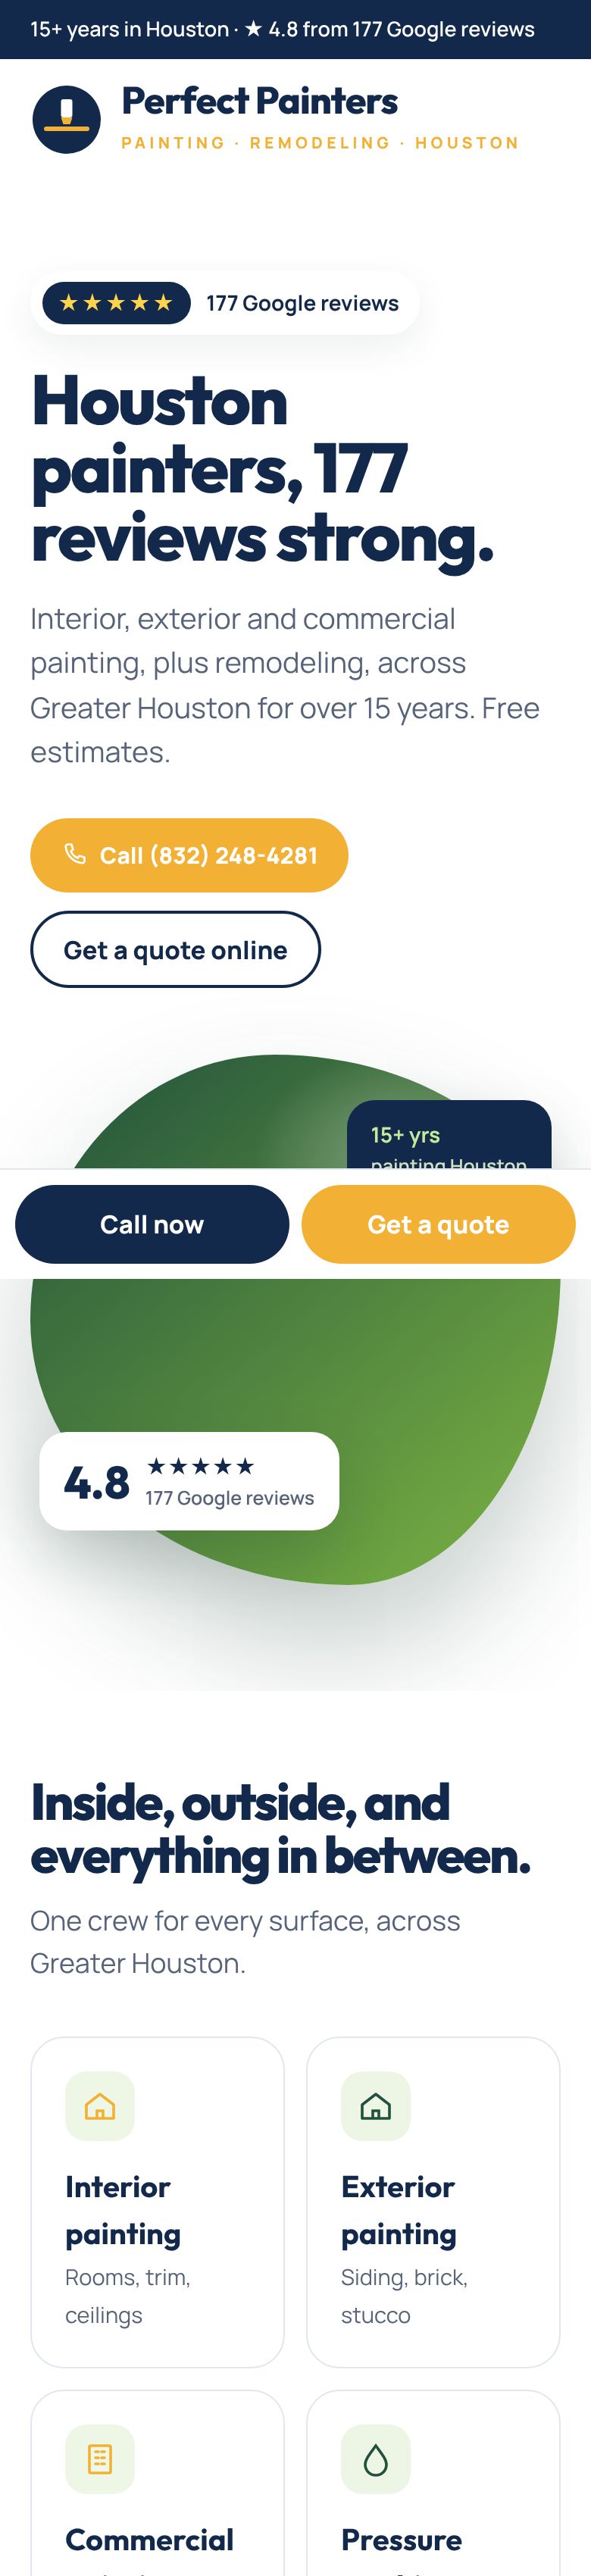 15+ years in Houston · ★ 4.8 from 177 Google reviews
Perfect Painters
PAINTING · REMODELING · HOUSTON
★★★★★ 177 Google reviews
Houston
painters, 177
reviews strong.
Interior, exterior and commercial
painting, plus remodeling, across
Greater Houston for over 15 years. Free
estimates.
Call (832) 248-4281
Get a quote online
15+ yrs
painting Houston
Call now
Get a quote
4.8 ★★★★★
177 Google reviews
Inside, outside, and
everything in between.
One crew for every surface, across
Greater Houston.
Interior
painting
Rooms, trim,
ceilings
Exterior
painting
Siding, brick,
stucco
Commercial
Pressure